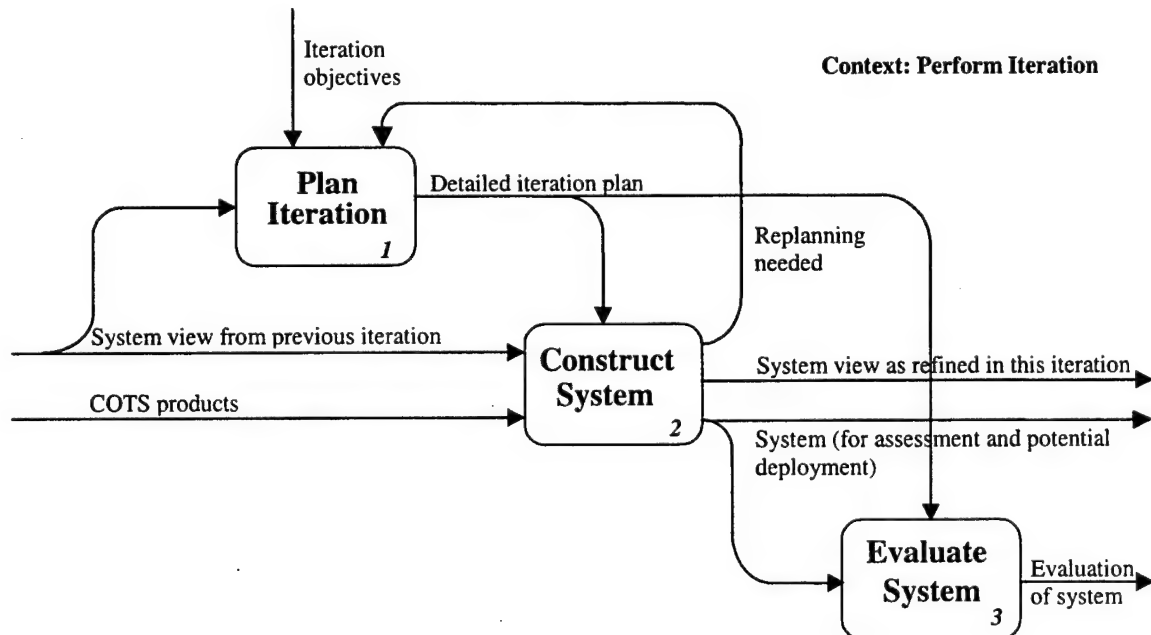 Iteration
objectives
Context: Perform Iteration
Plan
Iteration
1
Detailed iteration plan
Replanning
needed
System view from previous iteration
Construct
System
2
System view as refined in this iteration
COTS products
System (for assessment and potential
deployment)
Evaluate
System
3
Evaluation
of system